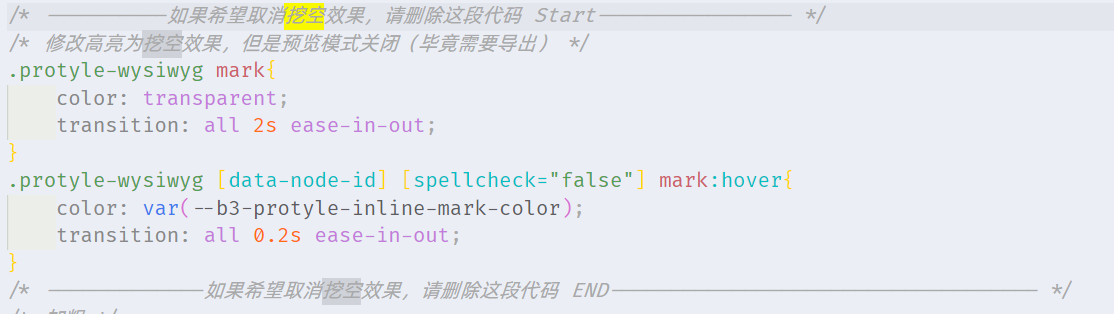 /* ——————————如果希望取消挖空效果，请删除这段代码 Start———————————————— */
/* 修改高亮为挖空效果，但是预览模式关闭（毕竟需要导出） */
.protyle-wysiwyg mark{
    color: transparent;
    transition: all 2s ease-in-out;
}
.protyle-wysiwyg [data-node-id] [spellcheck="false"] mark:hover{
    color: var(--b3-protyle-inline-mark-color);
    transition: all 0.2s ease-in-out;
}
/* —————————————如果希望取消挖空效果，请删除这段代码 END——————————————————————————————————— */